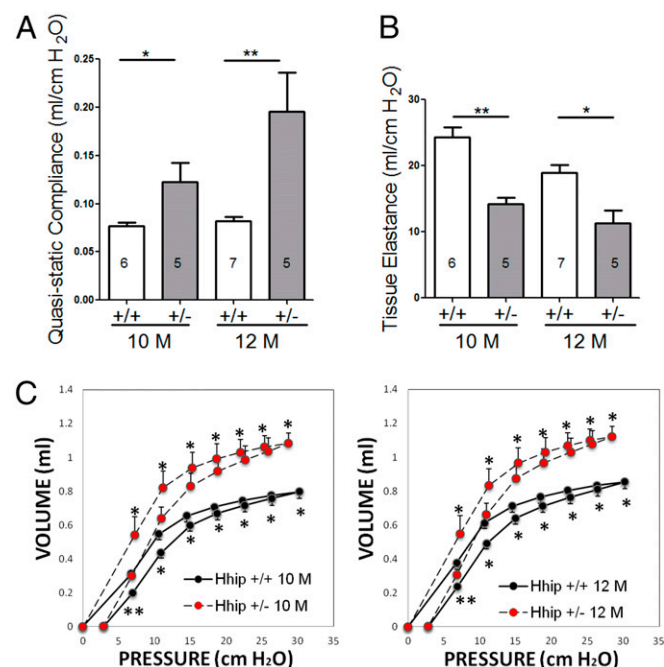 A
Quasi-static Compliance (ml/cm H2O)
0.25
0.20
0.15
0.10
0.05
0.00
*
**
6
5
7
5
+/+
+/-
+/+
+/-
10 M
12 M
B
Tissue Elastance (ml/cm H2O)
30
20
10
0
**
*
6
5
7
5
+/+
+/-
+/+
+/-
10 M
12 M
C
VOLUME (ml)
1.4
1.2
1
0.8
0.6
0.4
0.2
0
* * * * * * *
** * * * * * *
Hhip +/+ 10 M
Hhip +/- 10 M
0 5 10 15 20 25 30 35
PRESSURE (cm H2O)
VOLUME (ml)
1.4
1.2
1
0.8
0.6
0.4
0.2
0
* * * * * * *
** * * * * * *
Hhip +/+ 12 M
Hhip +/- 12 M
0 5 10 15 20 25 30 35
PRESSURE (cm H2O)